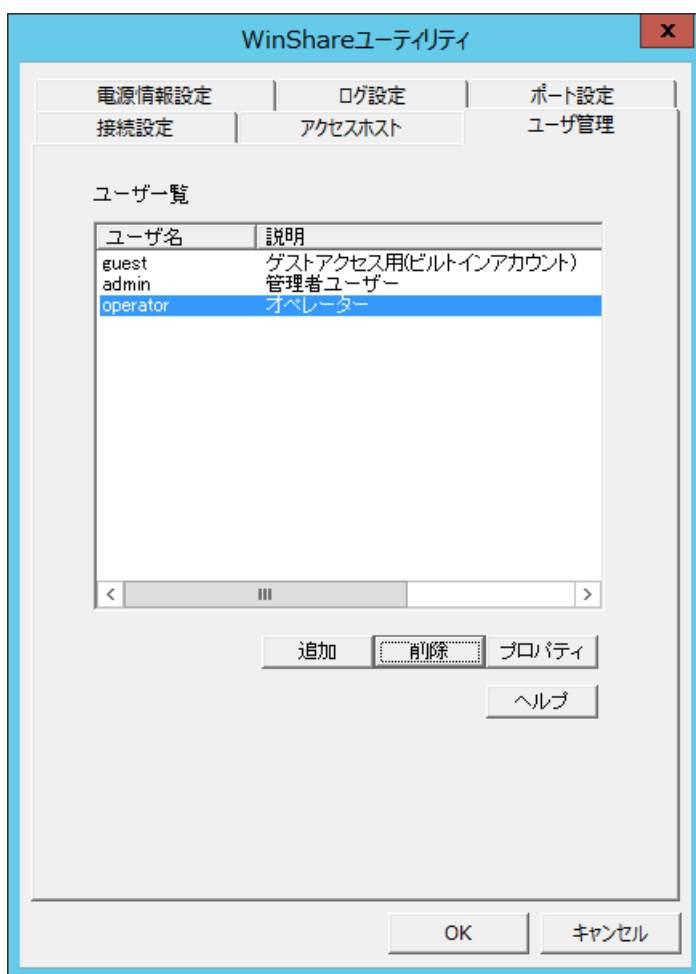 WinShareユーティリティ
x
電源情報設定 ログ設定 ポート設定
接続設定 アクセスホスト ユーザ管理
ユーザ一覧
ユーザ名 説明
guest ゲストアクセス用(ビルトインアカウント)
admin 管理者ユーザー
operator オペレーター
追加 削除 プロパティ
ヘルプ
OK キャンセル